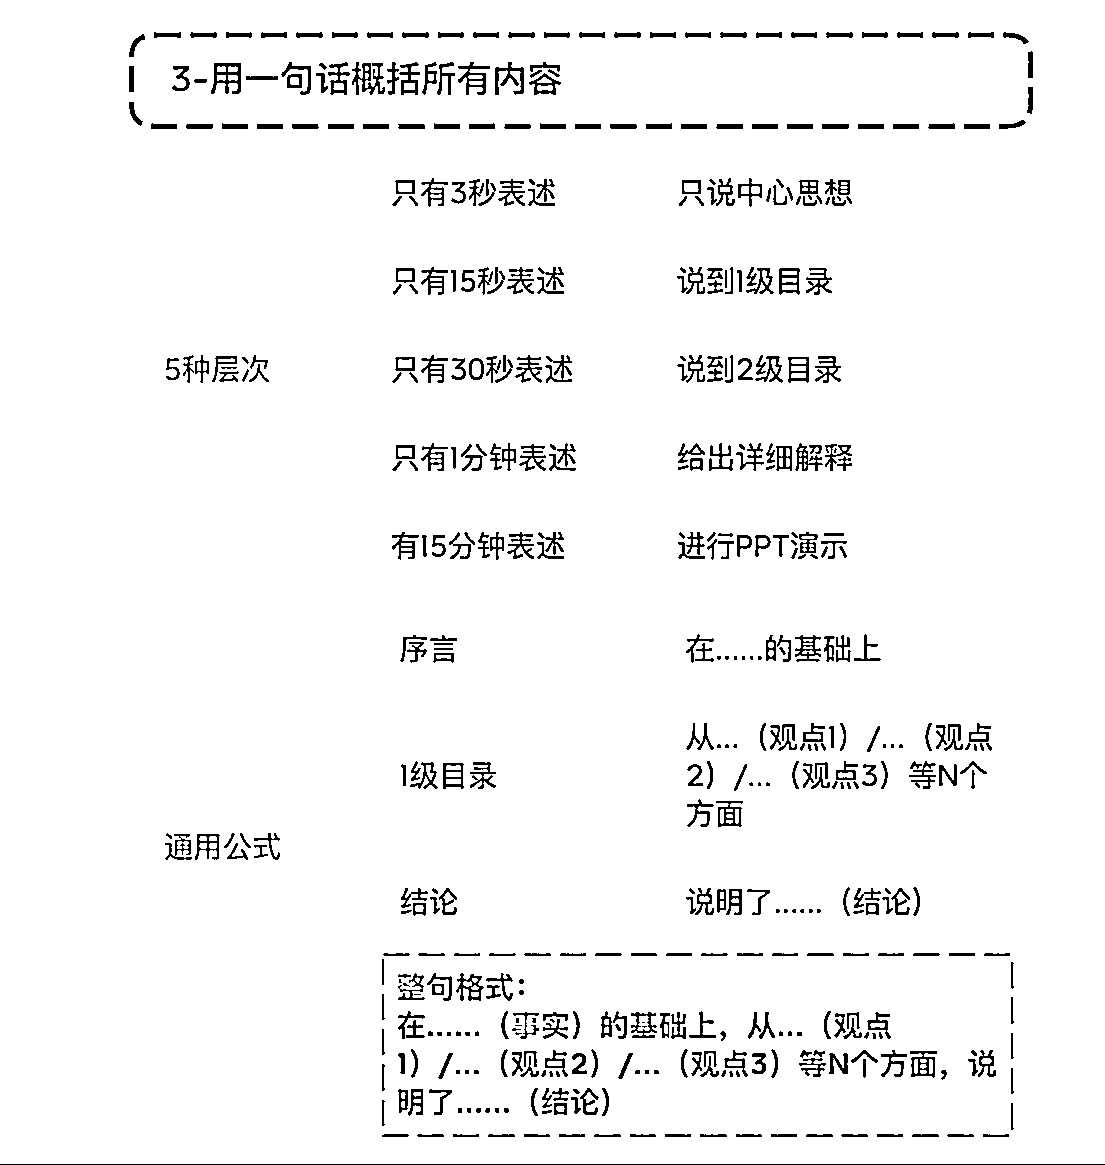 3-用一句话概括所有内容
只有3秒表述 只说中心思想
只有15秒表述 说到1级目录
5种层次 只有30秒表述 说到2级目录
只有1分钟表述 给出详细解释
有15分钟表述 进行PPT演示
序言 在......的基础上
1级目录 从...（观点1）/...（观点
2）/...（观点3）等N个
方面
通用公式
结论 说明了......（结论）
整句格式：
在......（事实）的基础上，从...（观点
1）/...（观点2）/...（观点3）等N个方面，说
明了......（结论）